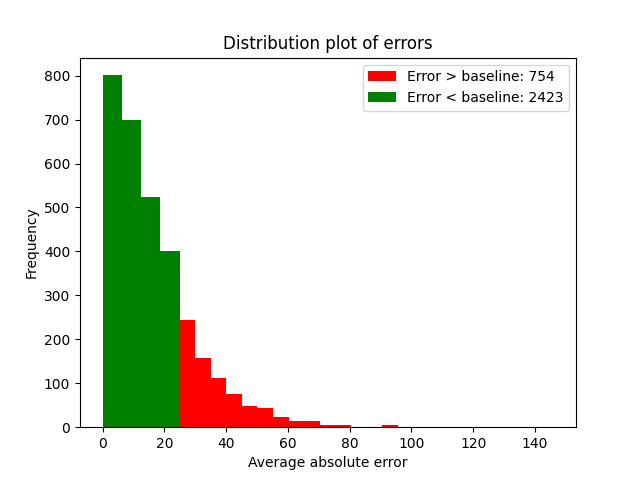 Distribution plot of errors
Error > baseline: 754
Error < baseline: 2423
Frequency
800
700
600
500
400
300
200
100
0
0 20 40 60 80 100 120 140
Average absolute error